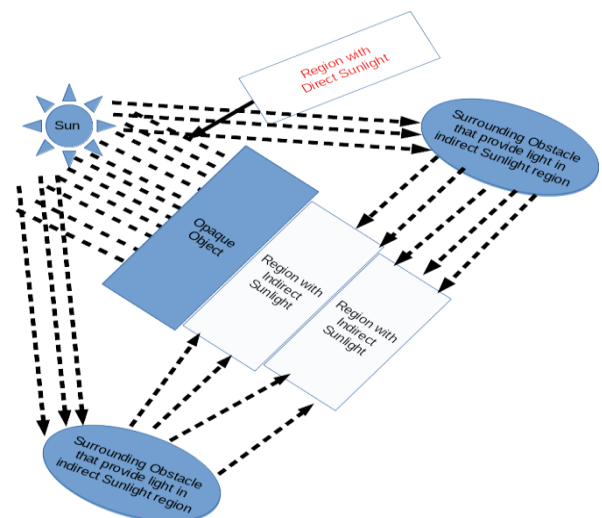 Region with
Direct Sunlight
Sun
Surrounding Obstacle
that provide light in
indirect Sunlight region
Opaque
Object
Region with
Indirect
Sunlight
Region with
Indirect
Sunlight
Surrounding Obstacle
that provide light in
indirect Sunlight region